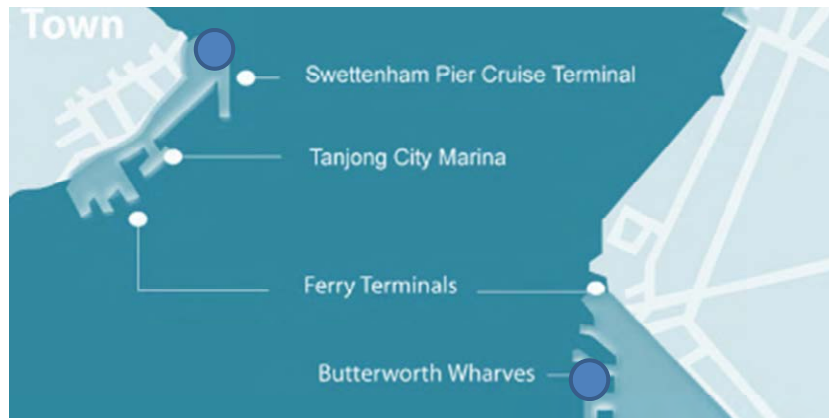 Town
Swettenham Pier Cruise Terminal
Tanjong City Marina
Ferry Terminals
Butterworth Wharves